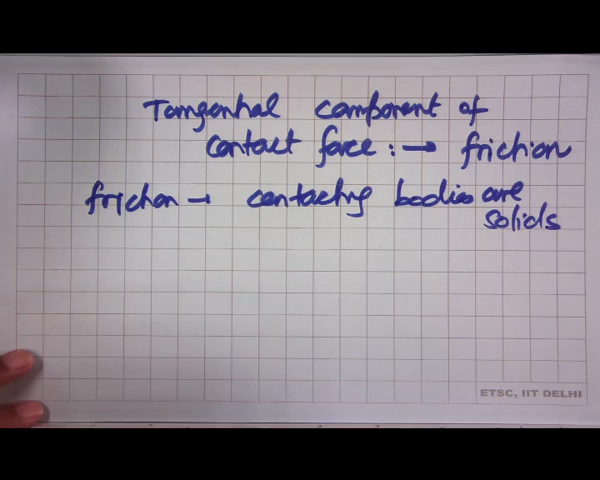 Tangential component of
contact force :→ friction
friction → contacting bodies are
solids
ETSC, IIT DELHI